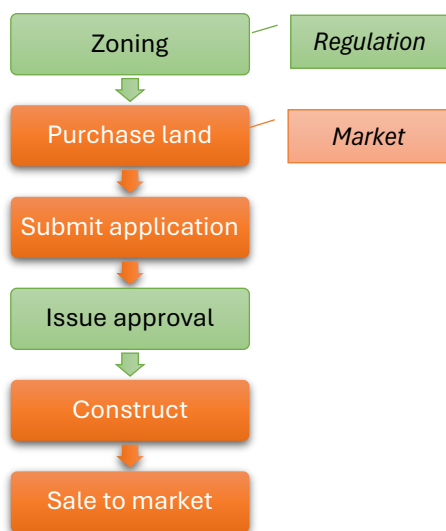 Zoning
Regulation
Purchase land
Market
Submit application
Issue approval
Construct
Sale to market